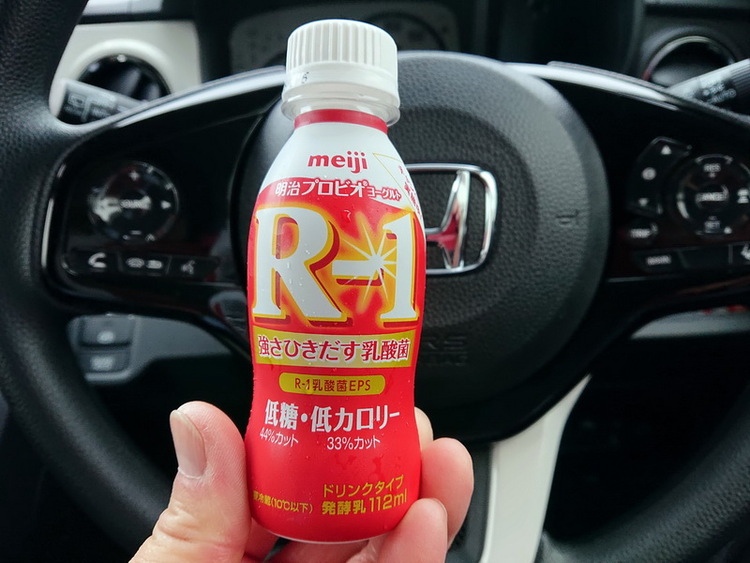 meiji
明治プロビオヨーグルト
R-1
強さひきだす乳酸菌
R-1乳酸菌EPS
低糖・低カロリー
44%カット 33%カット
ドリンクタイプ
(10℃以下) 発酵乳 112ml